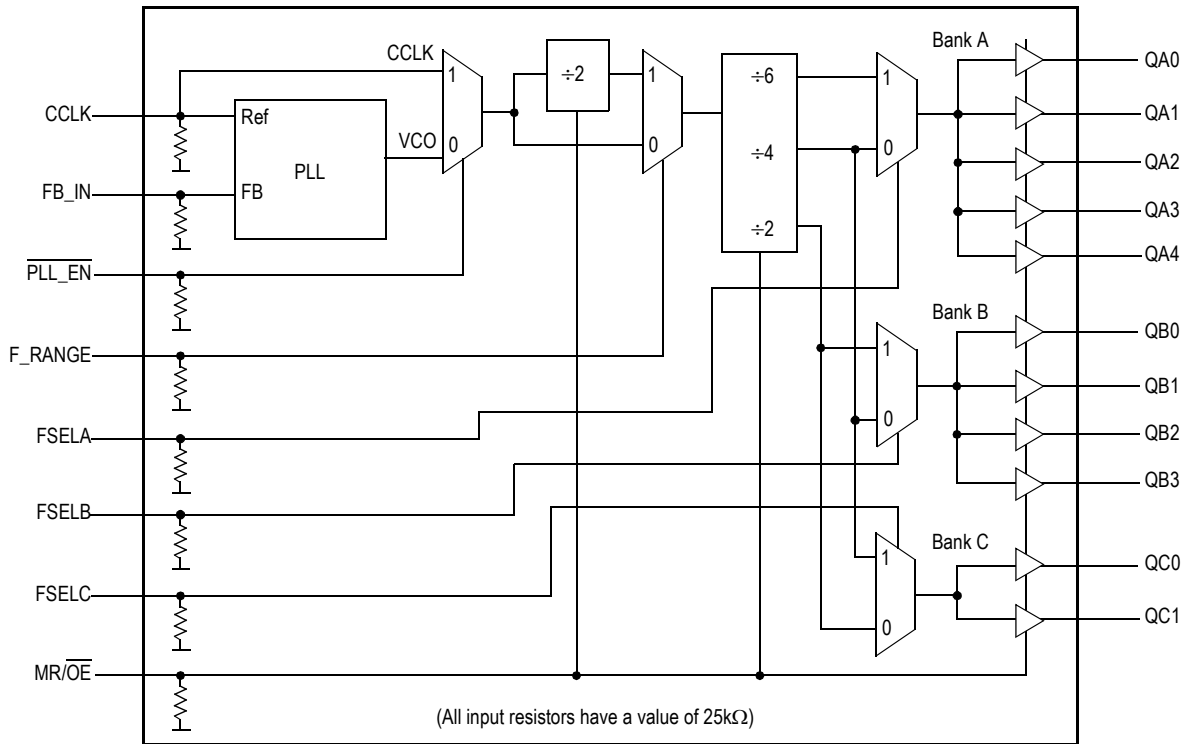 CCLK
FB_IN
PLL_EN
F_RANGE
FSELA
FSELB
FSELC
MR/OE
Ref
PLL
FB
CCLK
VCO
1
0
÷2
1
0
÷6
÷4
÷2
1
0
Bank A
QA0
QA1
QA2
QA3
QA4
1
0
Bank B
QB0
QB1
QB2
QB3
1
0
Bank C
QC0
QC1
(All input resistors have a value of 25kΩ)